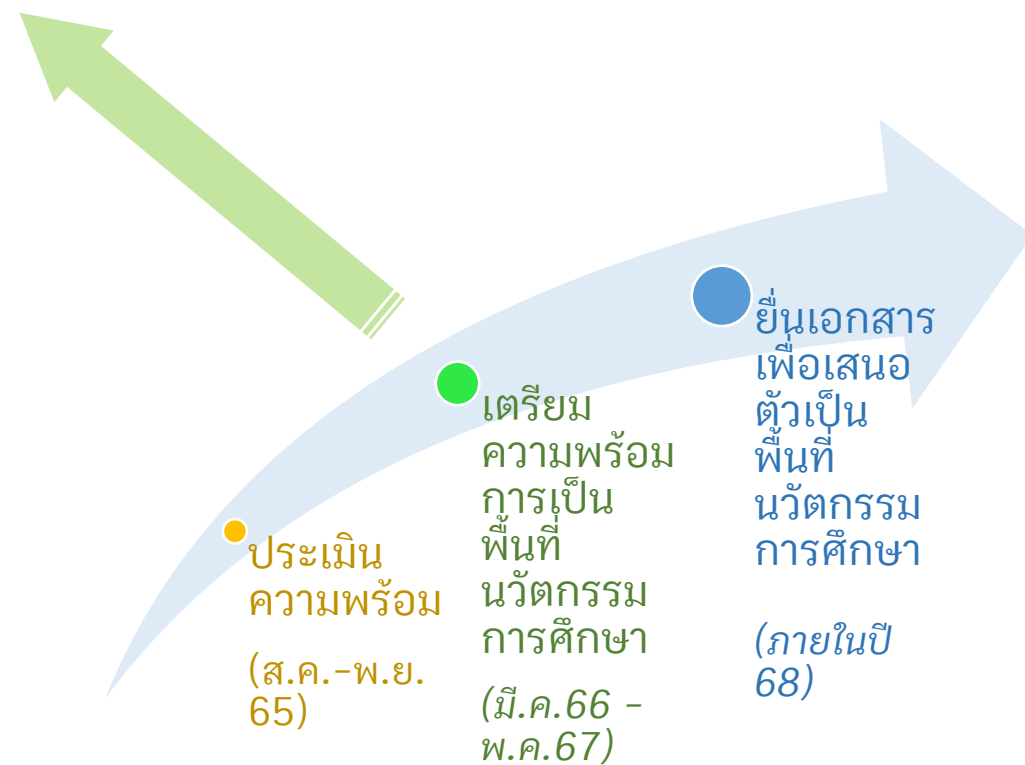 ประเมิน
ความพร้อม
(ส.ค.-พ.ย.
65)
เตรียม
ความพร้อม
การเป็น
พื้นที่
นวัตกรรม
การศึกษา
(มี.ค.66 -
พ.ค.67)
ยื่นเอกสาร
เพื่อเสนอ
ตัวเป็น
พื้นที่
นวัตกรรม
การศึกษา
(ภายในปี
68)